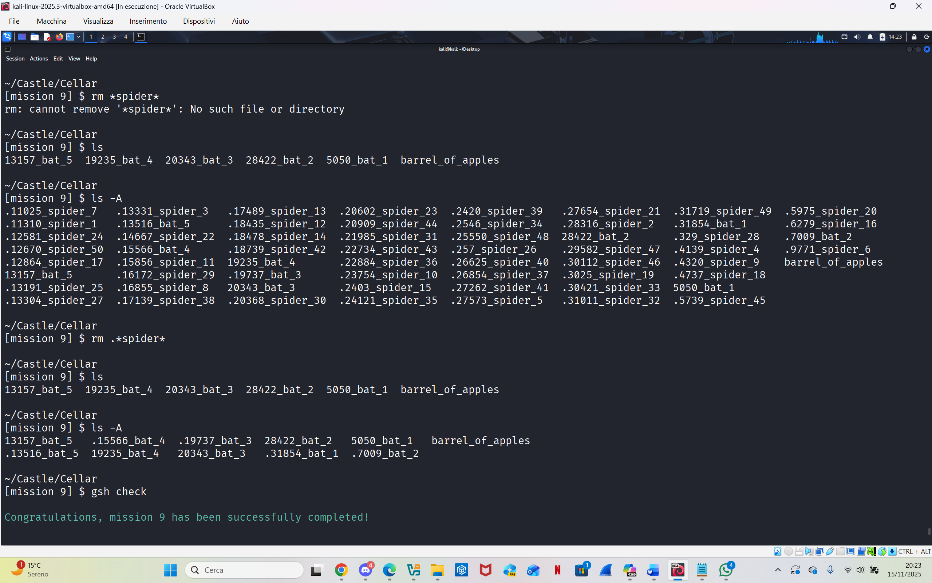 kali-linux-2025.3-virtualbox-amd64 [In esecuzione] - Oracle VirtualBox
File Macchina Visualizza Inserimento Dispositivi Aiuto
1 2 3 4 14:23
kali@kali: ~/Desktop
Session Actions Edit View Help
~/Castle/Cellar
[mission 9] $ rm *spider*
rm: cannot remove '*spider*': No such file or directory
~/Castle/Cellar
[mission 9] $ ls
13157_bat_5 19235_bat_4 20343_bat_3 28422_bat_2 5050_bat_1 barrel_of_apples
~/Castle/Cellar
[mission 9] $ ls -A
.11025_spider_7 .13331_spider_3 .17489_spider_13 .20602_spider_23 .2420_spider_39 .27654_spider_21 .31719_spider_49 .5975_spider_20
.11310_spider_1 .13516_bat_5 .18435_spider_12 .20909_spider_44 .2546_spider_34 .28316_spider_2 .31854_bat_1 .6279_spider_16
.12581_spider_24 .14667_spider_22 .18478_spider_14 .21985_spider_31 .25550_spider_48 28422_bat_2 .329_spider_28 .7009_bat_2
.12670_spider_50 .15566_bat_4 .18739_spider_42 .22734_spider_43 .257_spider_26 .29582_spider_47 .4139_spider_4 .9771_spider_6
.12864_spider_17 .15856_spider_11 19235_bat_4 .22884_spider_36 .26625_spider_40 .30112_spider_46 .4320_spider_9 barrel_of_apples
13157_bat_5 .16172_spider_29 .19737_bat_3 .23754_spider_10 .26854_spider_37 .3025_spider_19 .4737_spider_18
.13191_spider_25 .16855_spider_8 20343_bat_3 .2403_spider_15 .27262_spider_41 .30421_spider_33 5050_bat_1
.13304_spider_27 .17139_spider_38 .20368_spider_30 .24121_spider_35 .27573_spider_5 .31011_spider_32 .5739_spider_45
~/Castle/Cellar
[mission 9] $ rm .*spider*
~/Castle/Cellar
[mission 9] $ ls
13157_bat_5 19235_bat_4 20343_bat_3 28422_bat_2 5050_bat_1 barrel_of_apples
~/Castle/Cellar
[mission 9] $ ls -A
13157_bat_5 .15566_bat_4 .19737_bat_3 28422_bat_2 5050_bat_1 barrel_of_apples
.13516_bat_5 19235_bat_4 20343_bat_3 .31854_bat_1 .7009_bat_2
~/Castle/Cellar
[mission 9] $ gsh check
Congratulations, mission 9 has been successfully completed!
CTRL + ALT
15°C
Sereno
Cerca
20:23
15/11/2025